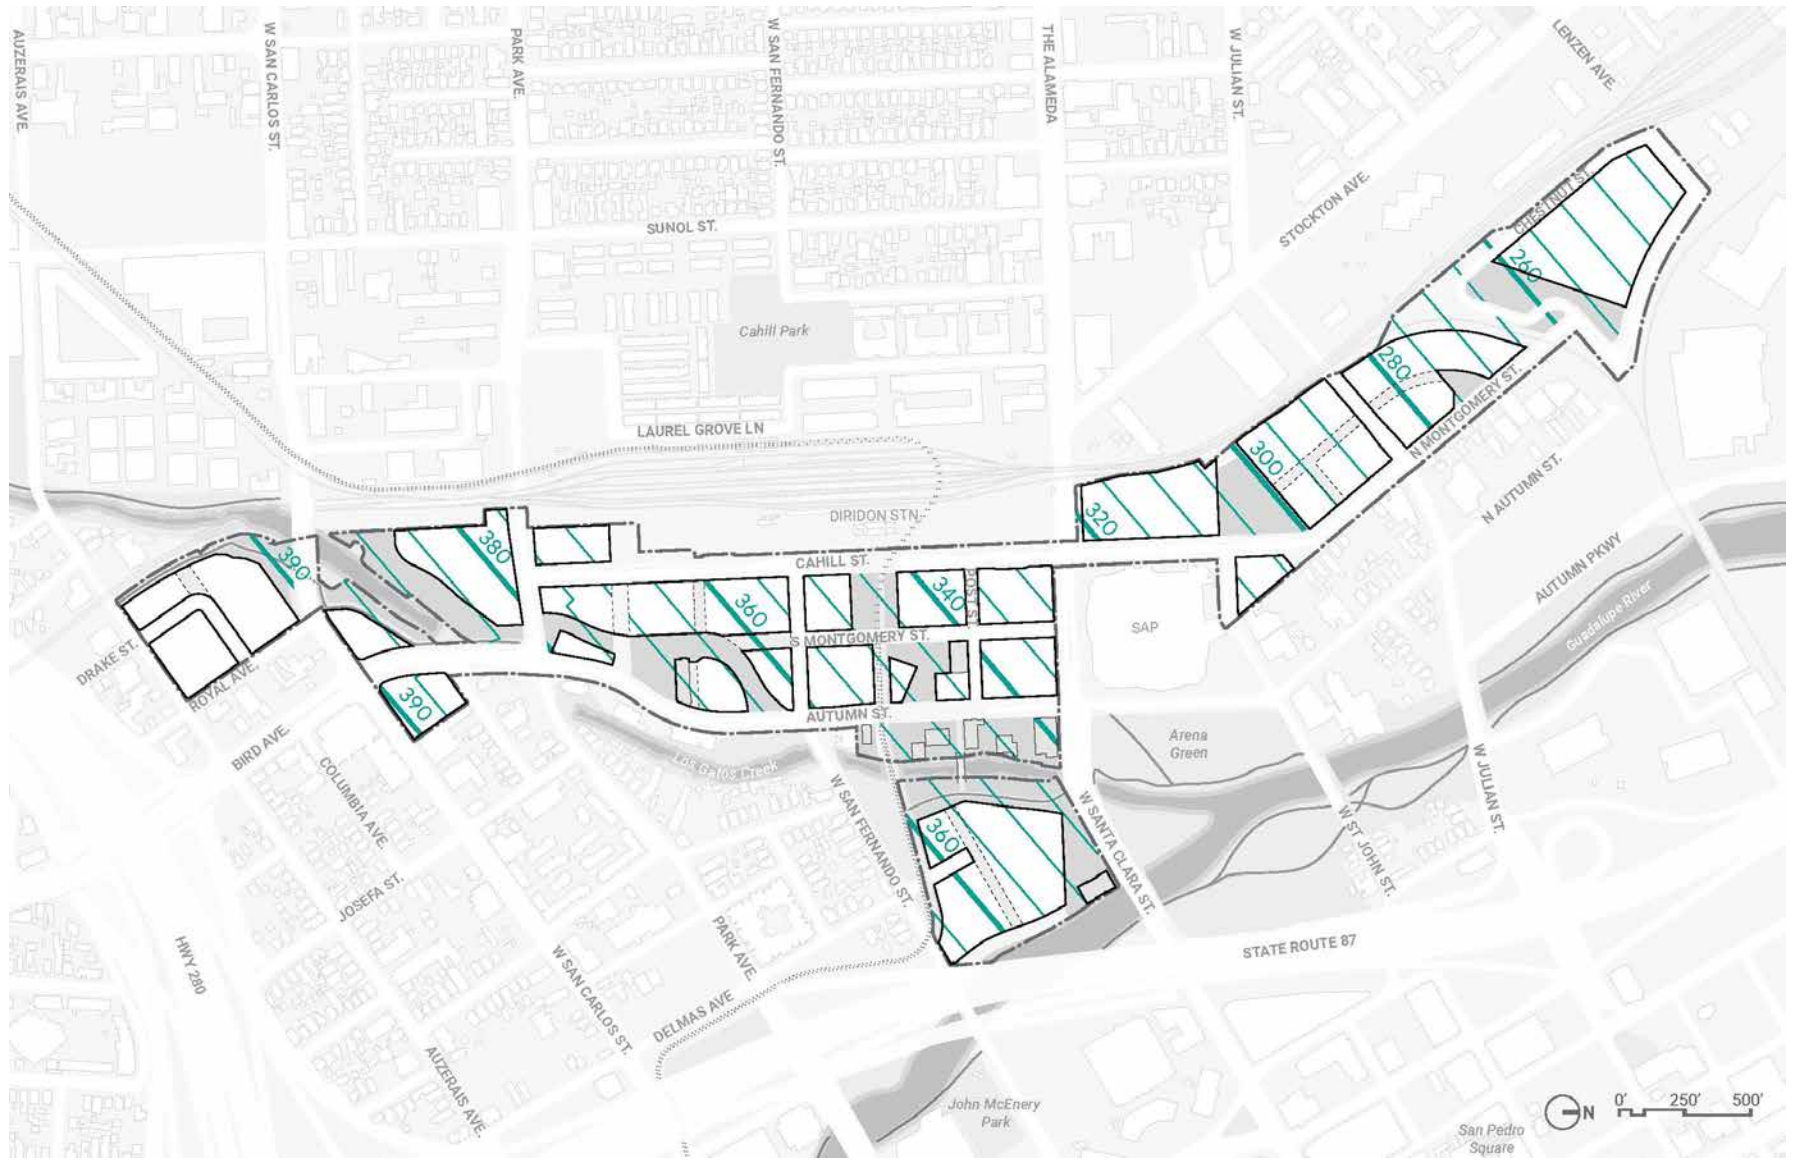 AUZERAIS AVE.
W SAN CARLOS ST.
PARK AVE.
W SAN FERNANDO ST.
THE ALAMEDA
W JULIAN ST.
LENZEN AVE.
STOCKTON AVE.
CHESTNUT ST.
SUNOL ST.
260
Cahill Park
280
N MONTGOMERY ST.
LAUREL GROVE LN
300
N AUTUMN ST.
DIRIDON STN
320
380
390
CAHILL ST.
AUTUMN PKWY
360
340
POST ST.
Guadalupe River
S MONTGOMERY ST.
SAP
DRAKE ST.
ROYAL AVE.
390
AUTUMN ST.
BIRD AVE.
Arena
Green
Los Gatos Creek
COLUMBIA AVE.
W SAN FERNANDO ST.
W SANTA CLARA ST.
W ST JOHN ST.
W JULIAN ST.
360
JOSEFA ST.
PARK AVE.
HWY 280
W SAN CARLOS ST.
STATE ROUTE 87
DELMAS AVE
AUZERAIS AVE.
John McEnery
Park
N
0' 250' 500'
San Pedro
Square